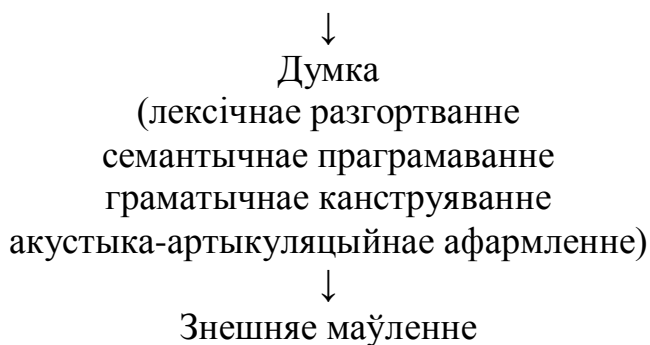 ↓
Думка
(лексічнае разгортванне
семантычнае праграмаванне
граматычнае канструяванне
акустыка-артыкуляцыйнае афармленне)
↓
Знешняе маўленне